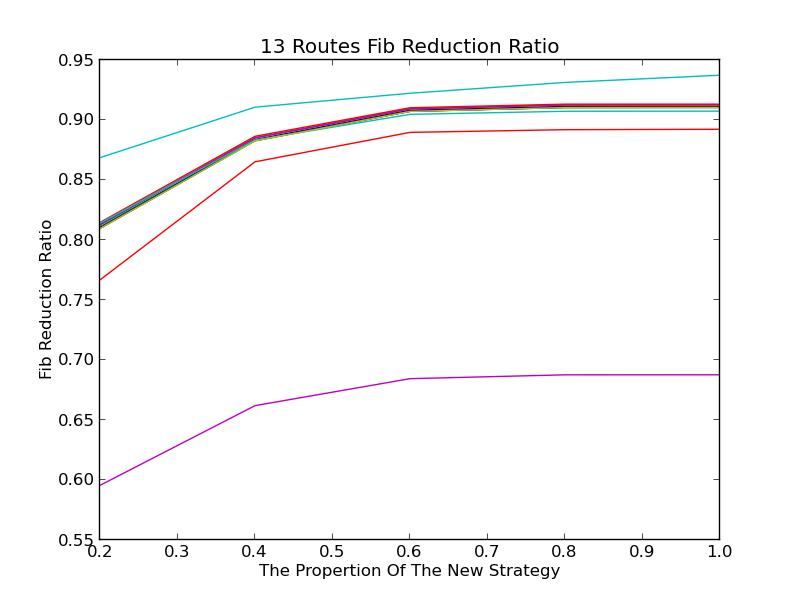 13 Routes Fib Reduction Ratio
0.95
0.90
0.85
0.80
0.75
0.70
0.65
0.60
0.55
Fib Reduction Ratio
0.2 0.3 0.4 0.5 0.6 0.7 0.8 0.9 1.0
The Propertion Of The New Strategy